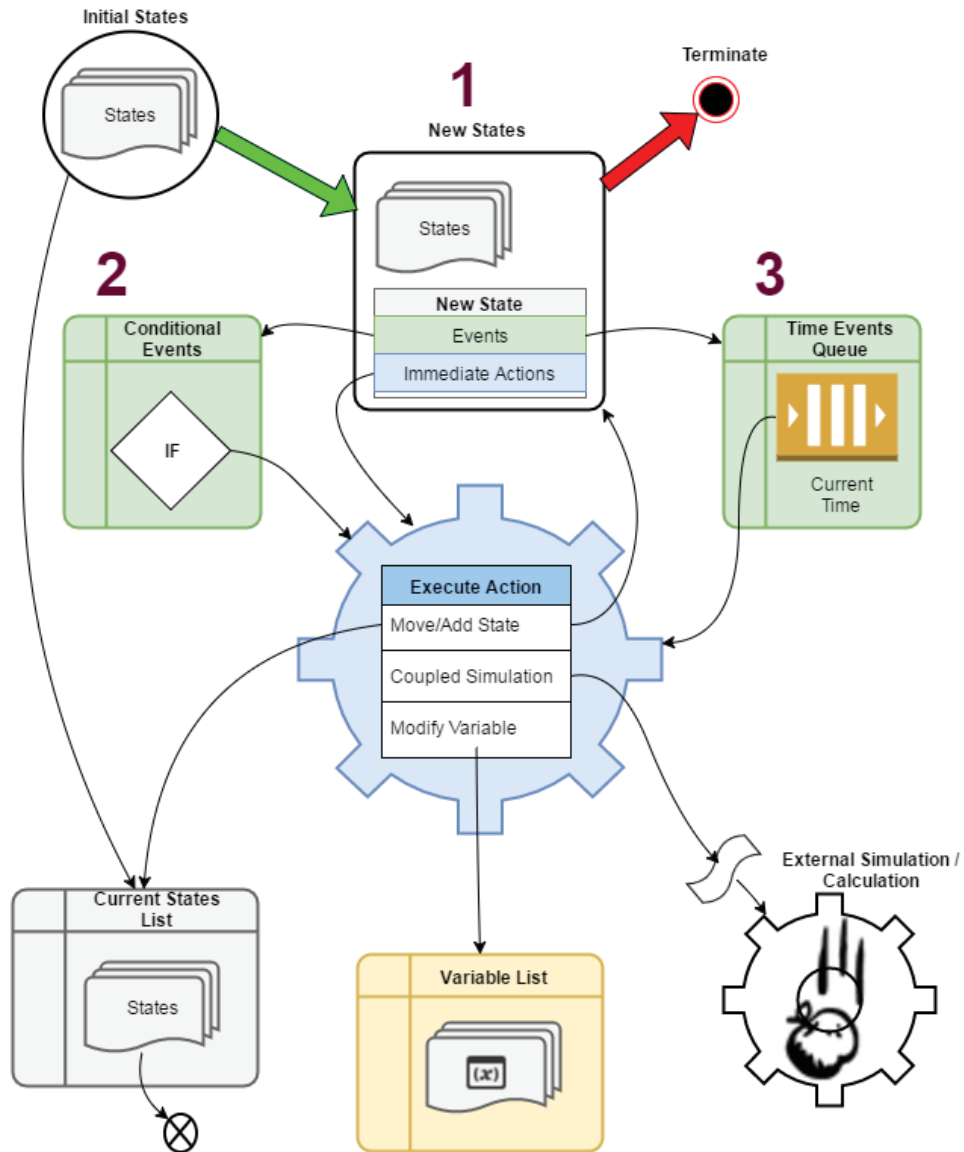 Initial States
States
1
New States
Terminate
States
New State
Events
Immediate Actions
2
Conditional
Events
IF
3
Time Events
Queue
Current
Time
Execute Action
Move/Add State
Coupled Simulation
Modify Variable
Current States
List
States
Variable List
(x)
External Simulation /
Calculation